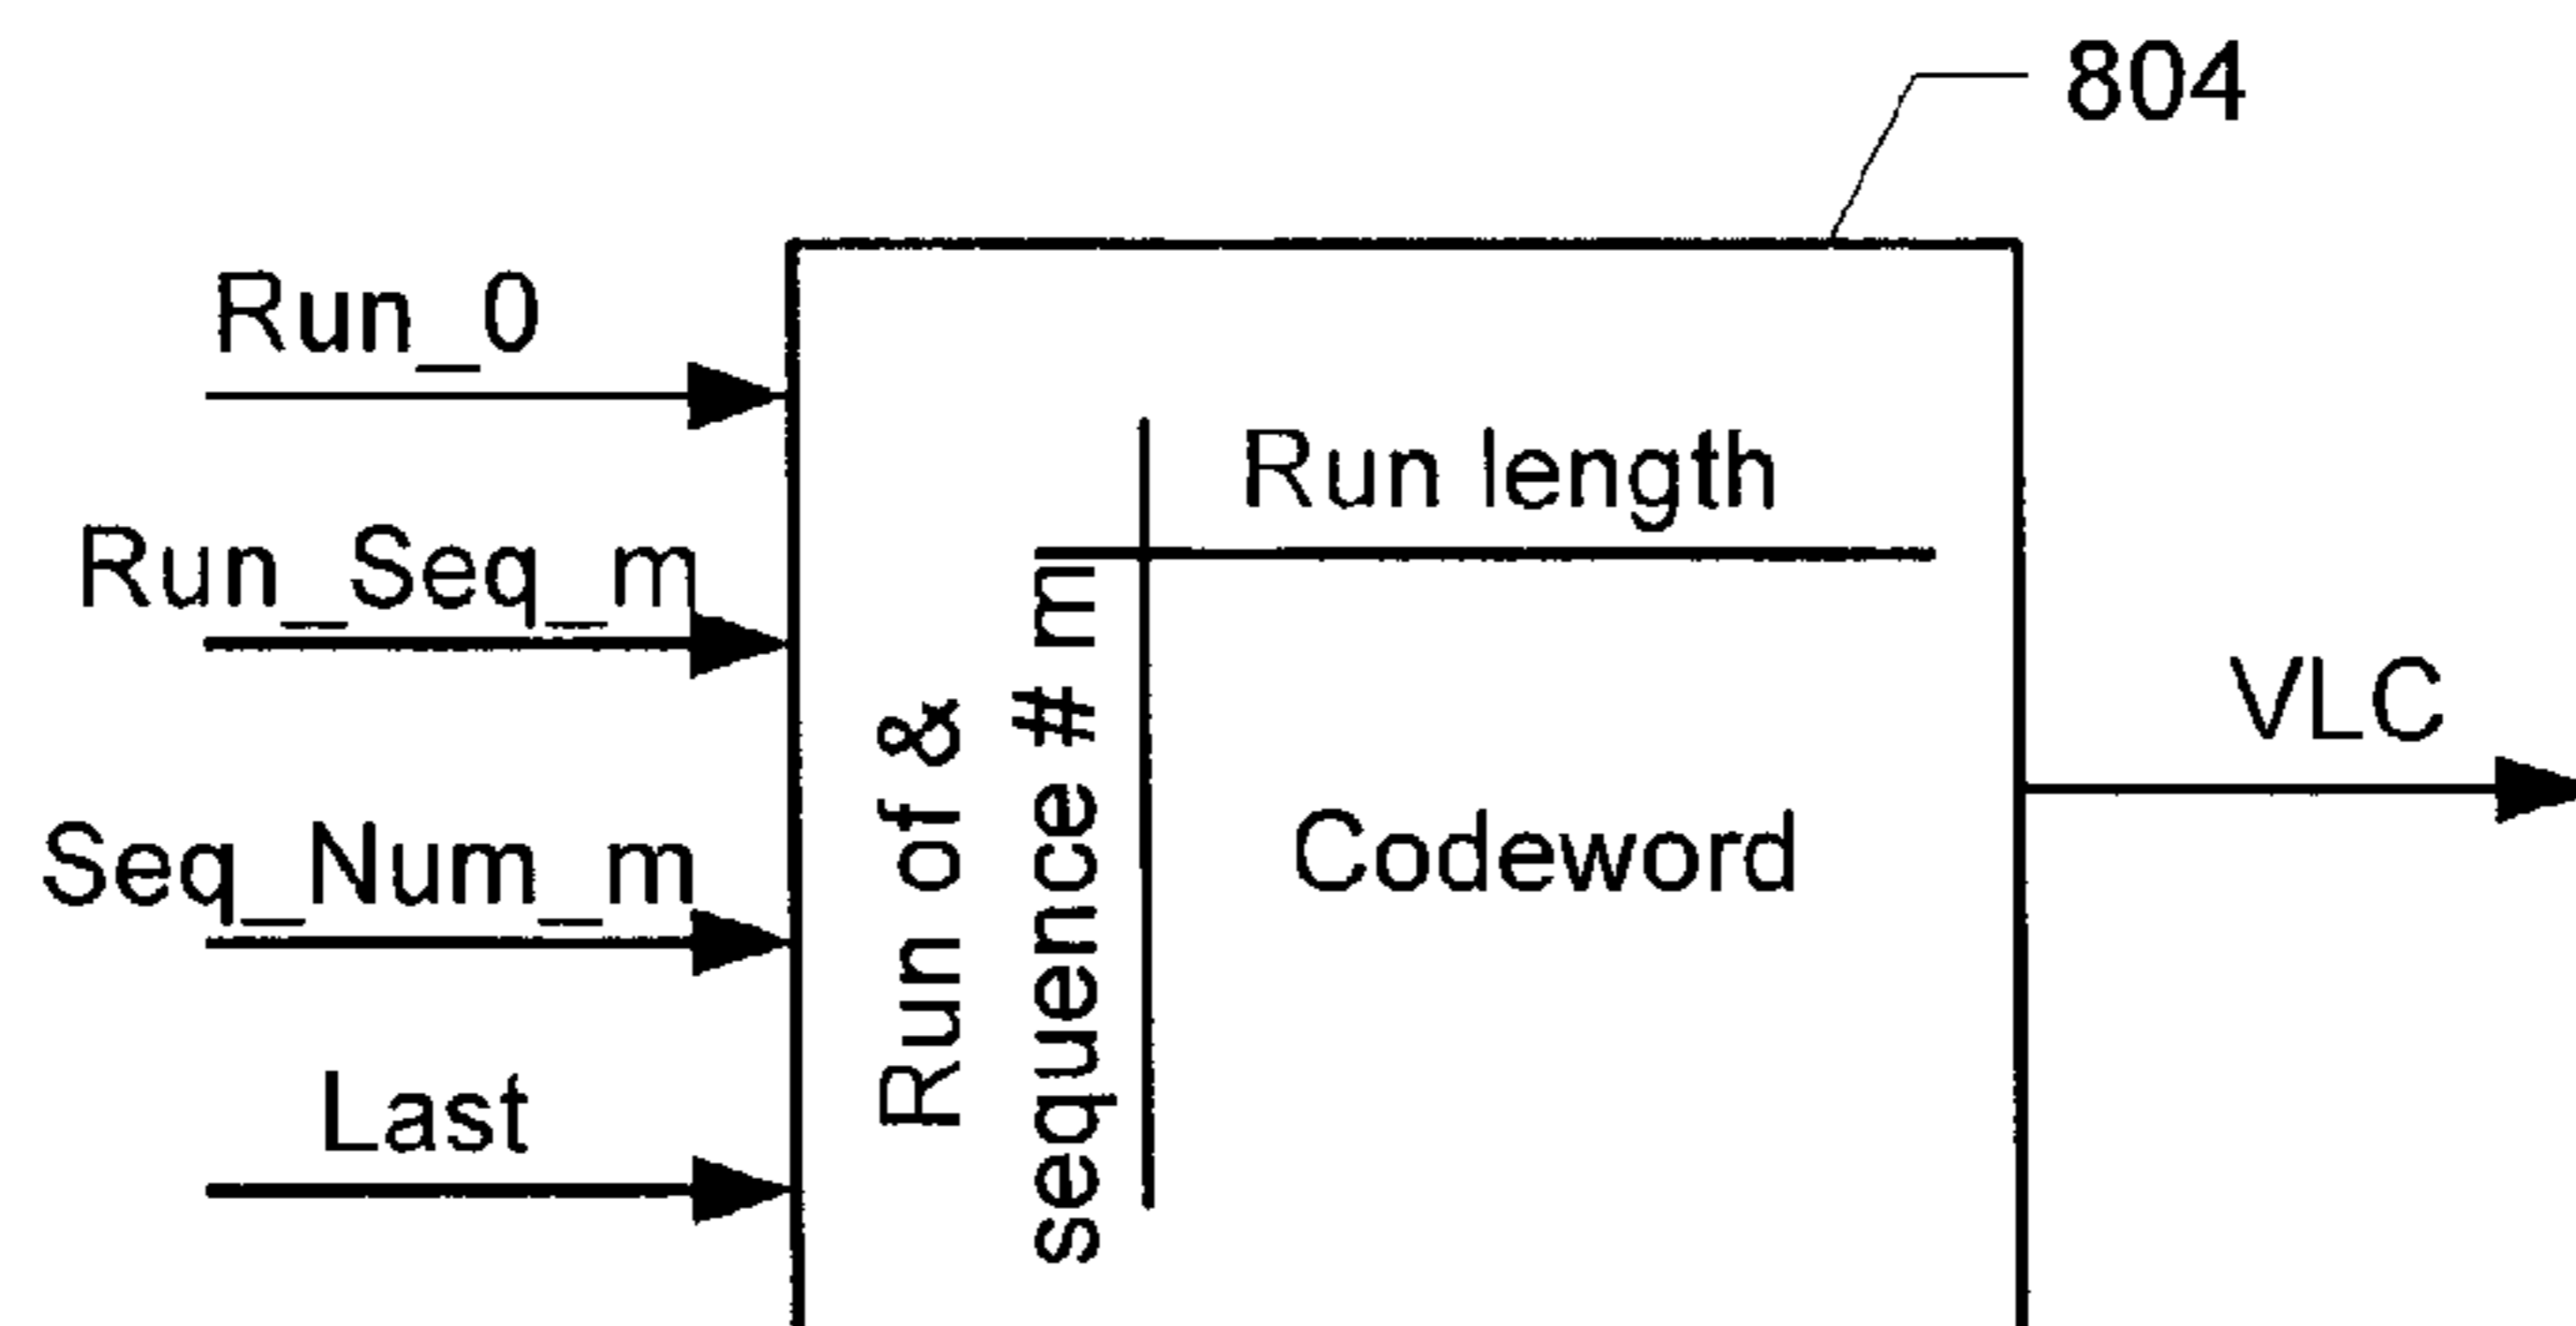 804
Run_0
Run length
Run_Seq_m
Run of &
sequence # m
VLC
Seq_Num_m
Codeword
Last